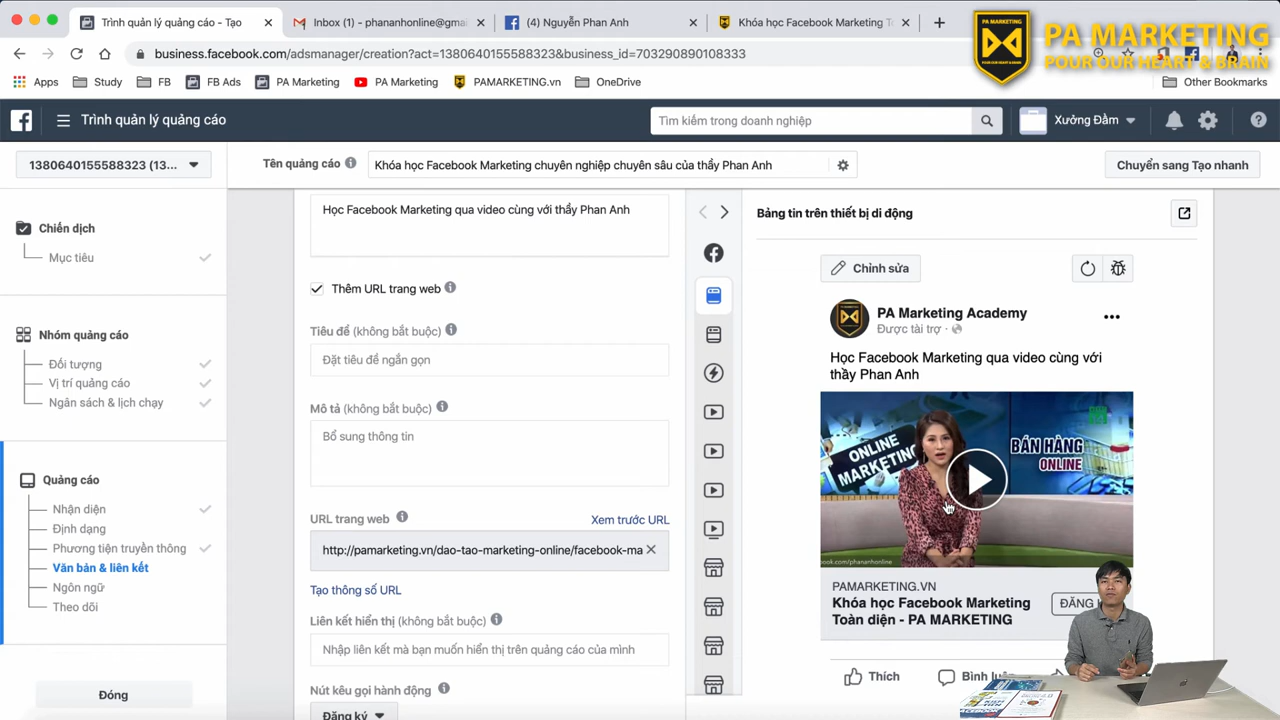 Trình quản lý quảng cáo - Tạo
Inbox (1) - phananhonline@gmai
(4) Nguyễn Phan Anh
Khóa học Facebook Marketing T
PA MARKETING
POUR OUR HEART & BRAIN
PA MARKETING
business.facebook.com
ager/creation?act=1380640155588323&business_id=703290890108333
Apps
Study
FB
FB Ads
OneDrive
Other Bookmarks
Trình quản lý quảng cáo
Tìm kiếm trong doanh nghiệp
Xưởng Đầm
1380640155588323 (13...
Tên quảng cáo
Khóa học Facebook Marketing chuyên nghiệp chuyên sâu của thầy Phan Anh
Chuyển sang Tạo nhanh
Chiến dịch
Mục tiêu
Nhóm quảng cáo
Đối tượng
Vị trí quảng cáo
Ngân sách & lịch chạy
Quảng cáo
Nhận diện
Định dạng
Phương tiện truyền thông
Văn bản & liên kết
Ngôn ngữ
Theo dõi
Đóng
Học Facebook Marketing qua video cùng với thầy Phan Anh
Thêm URL trang web
Tiêu đề (không bắt buộc)
Đặt tiêu đề ngắn gọn
Mô tả (không bắt buộc)
Bổ sung thông tin
URL trang web
Xem trước URL
http://pamarketing.vn/dao-tao-marketing-online/facebook-ma
Tạo thông số URL
Liên kết hiển thị (không bắt buộc)
Nhập liên kết mà bạn muốn hiển thị trên quảng cáo của mình
Nút kêu gọi hành động
Đăng ký
Bảng tin trên thiết bị di động
Chỉnh sửa
PA Marketing Academy
Được tài trợ
Học Facebook Marketing qua video cùng với
thầy Phan Anh
ONLINE
MARKETING
BÁN HÀNG
ONLINE
book.com/phananhonline
PAMARKETING.VN
Khóa học Facebook Marketing
Toàn diện - PA MARKETING
ĐĂNG
Thích
Bình luận